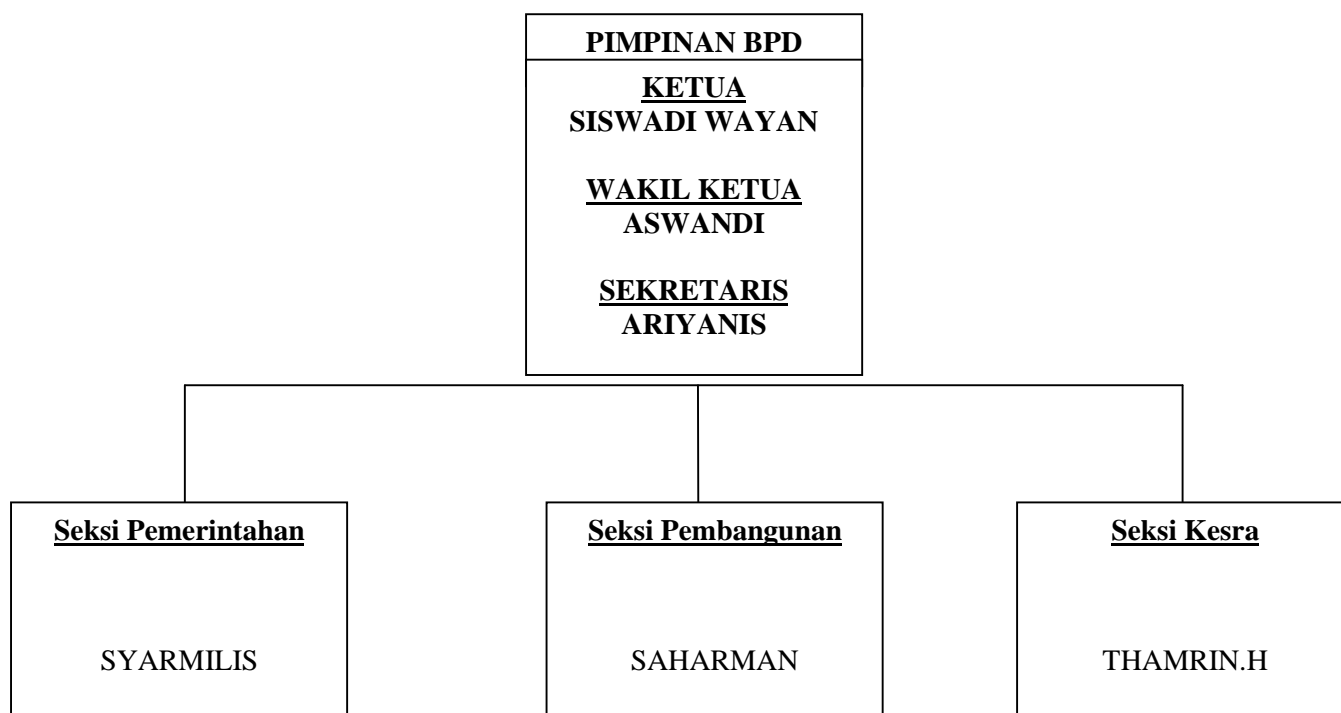 PIMPINAN BPD
KETUA
SISWADI WAYAN
WAKIL KETUA
ASWANDI
SEKRETARIS
ARIYANIS
Seksi Pemerintahan
SYARMILIS
Seksi Pembangunan
SAHARMAN
Seksi Kesra
THAMRIN.H